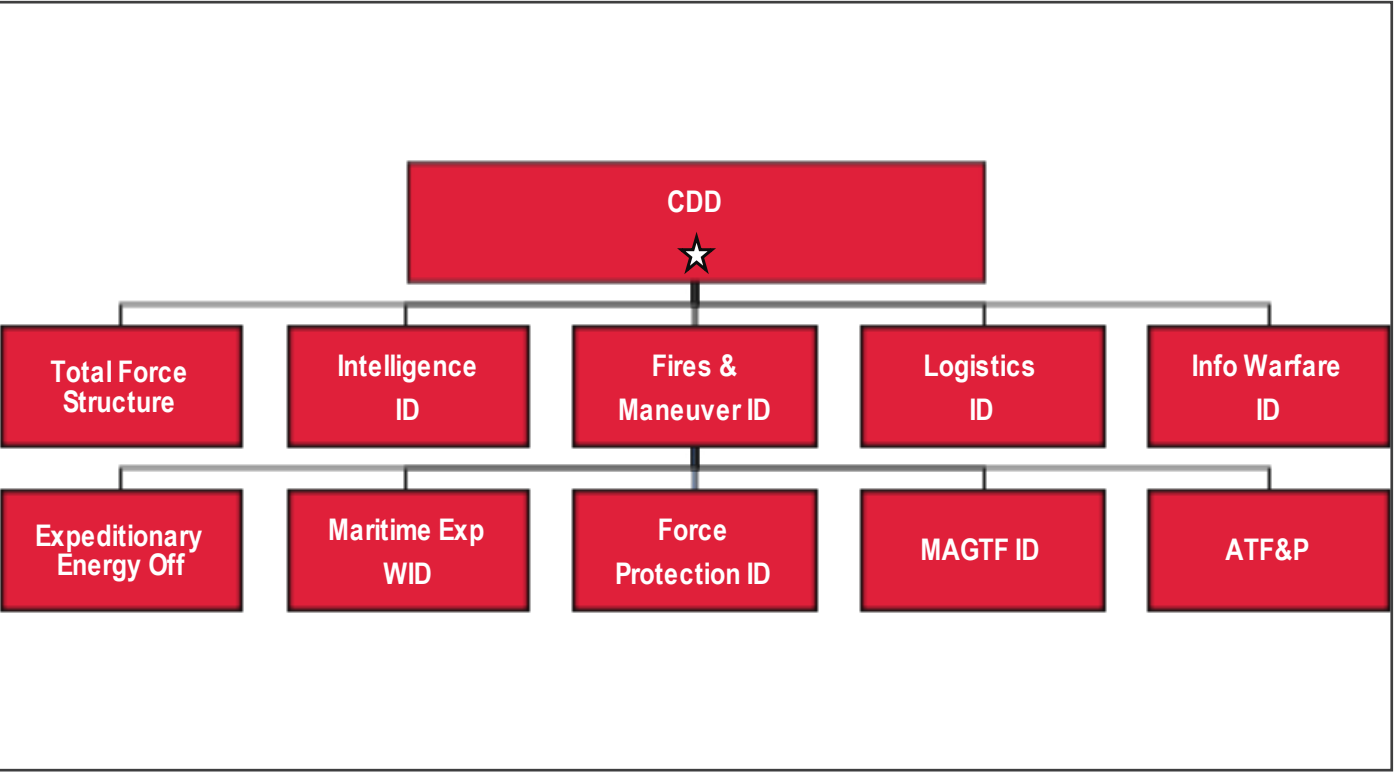 CDD
Total Force
Structure
Intelligence
ID
Fires &
Maneuver ID
Logistics
ID
Info Warfare
ID
Expeditionary
Energy Off
Maritime Exp
WID
Force
Protection ID
MAGTF ID
ATF&P